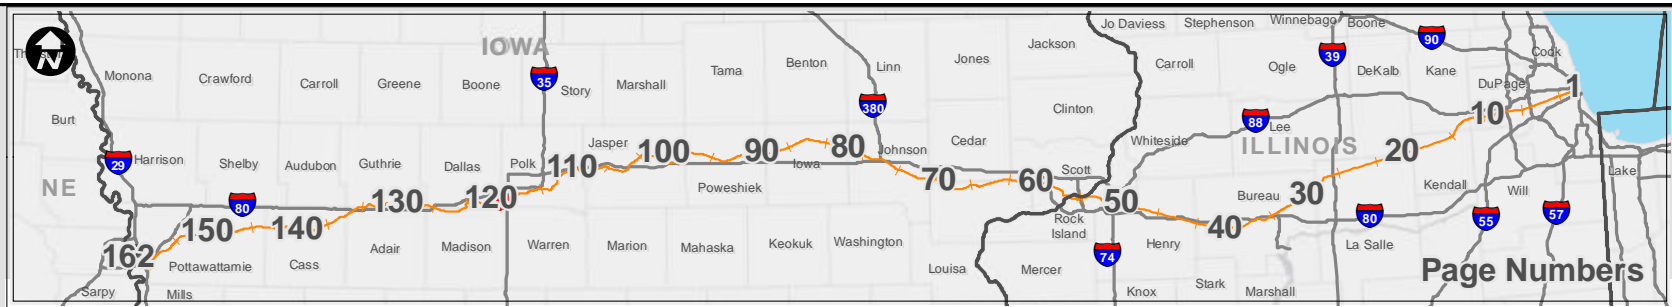 Jo Daviess Stephenson Winnebago Boone
IOWA
Jackson
90
Cock
N
39
Monona Crawford Carroll Greene Boone 35 Story Marshall Tama Benton Linn Jones Carroll Ogle DeKalb Kane
DuPage 1
380
Clinton
10
Burt
88 Lee
Whiteside
ILLINOIS
Jasper 100 90 80 Johnson Cedar
20
29 Harrison Shelby Audubon Guthrie Dallas Polk 110 Iowa
Scott
Lake
NE
70 60
Poweshiek
Bureau 30 Kendall Will
80 130 120
50
80 55 57
150 140
Rock
Island
40
162 Adair Madison Warren Marion Mahaska Keokuk Washington
Henry La Salle
74
Pottawattamie Cass
Louisa Mercer
Page Numbers
Stark
Sarpy Mills
Knox Marshall